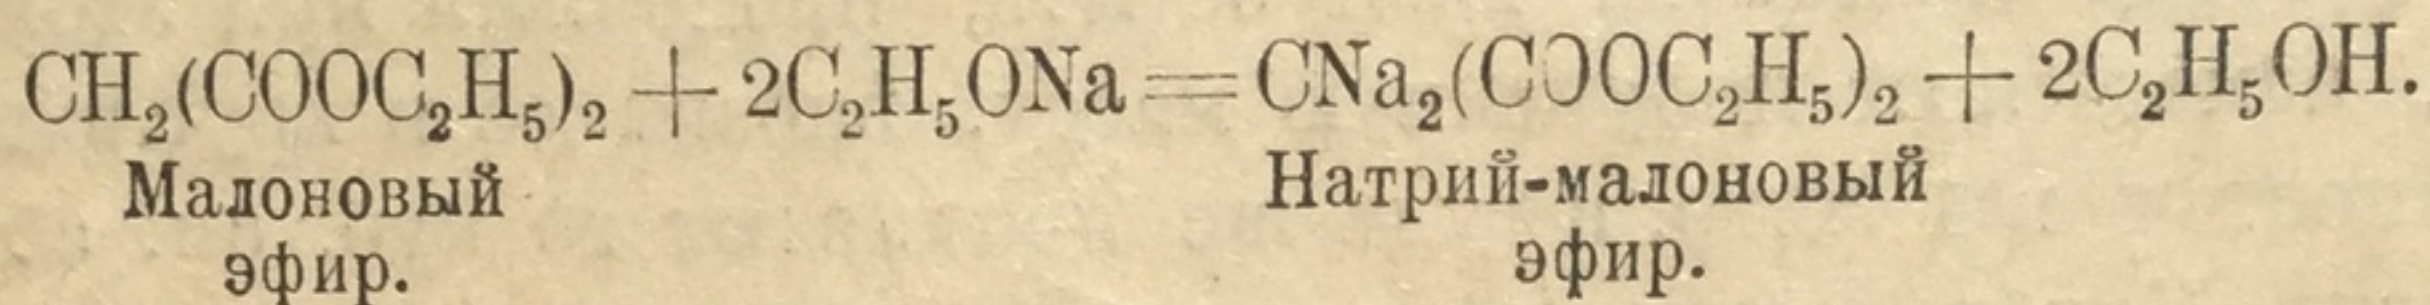 CH₂(COOC₂H₅)₂ + 2C₂H₅ONa = CNa₂(COOC₂H₅)₂ + 2C₂H₅OH.
Малоновый Натрий-малоновый
эфир. эфир.